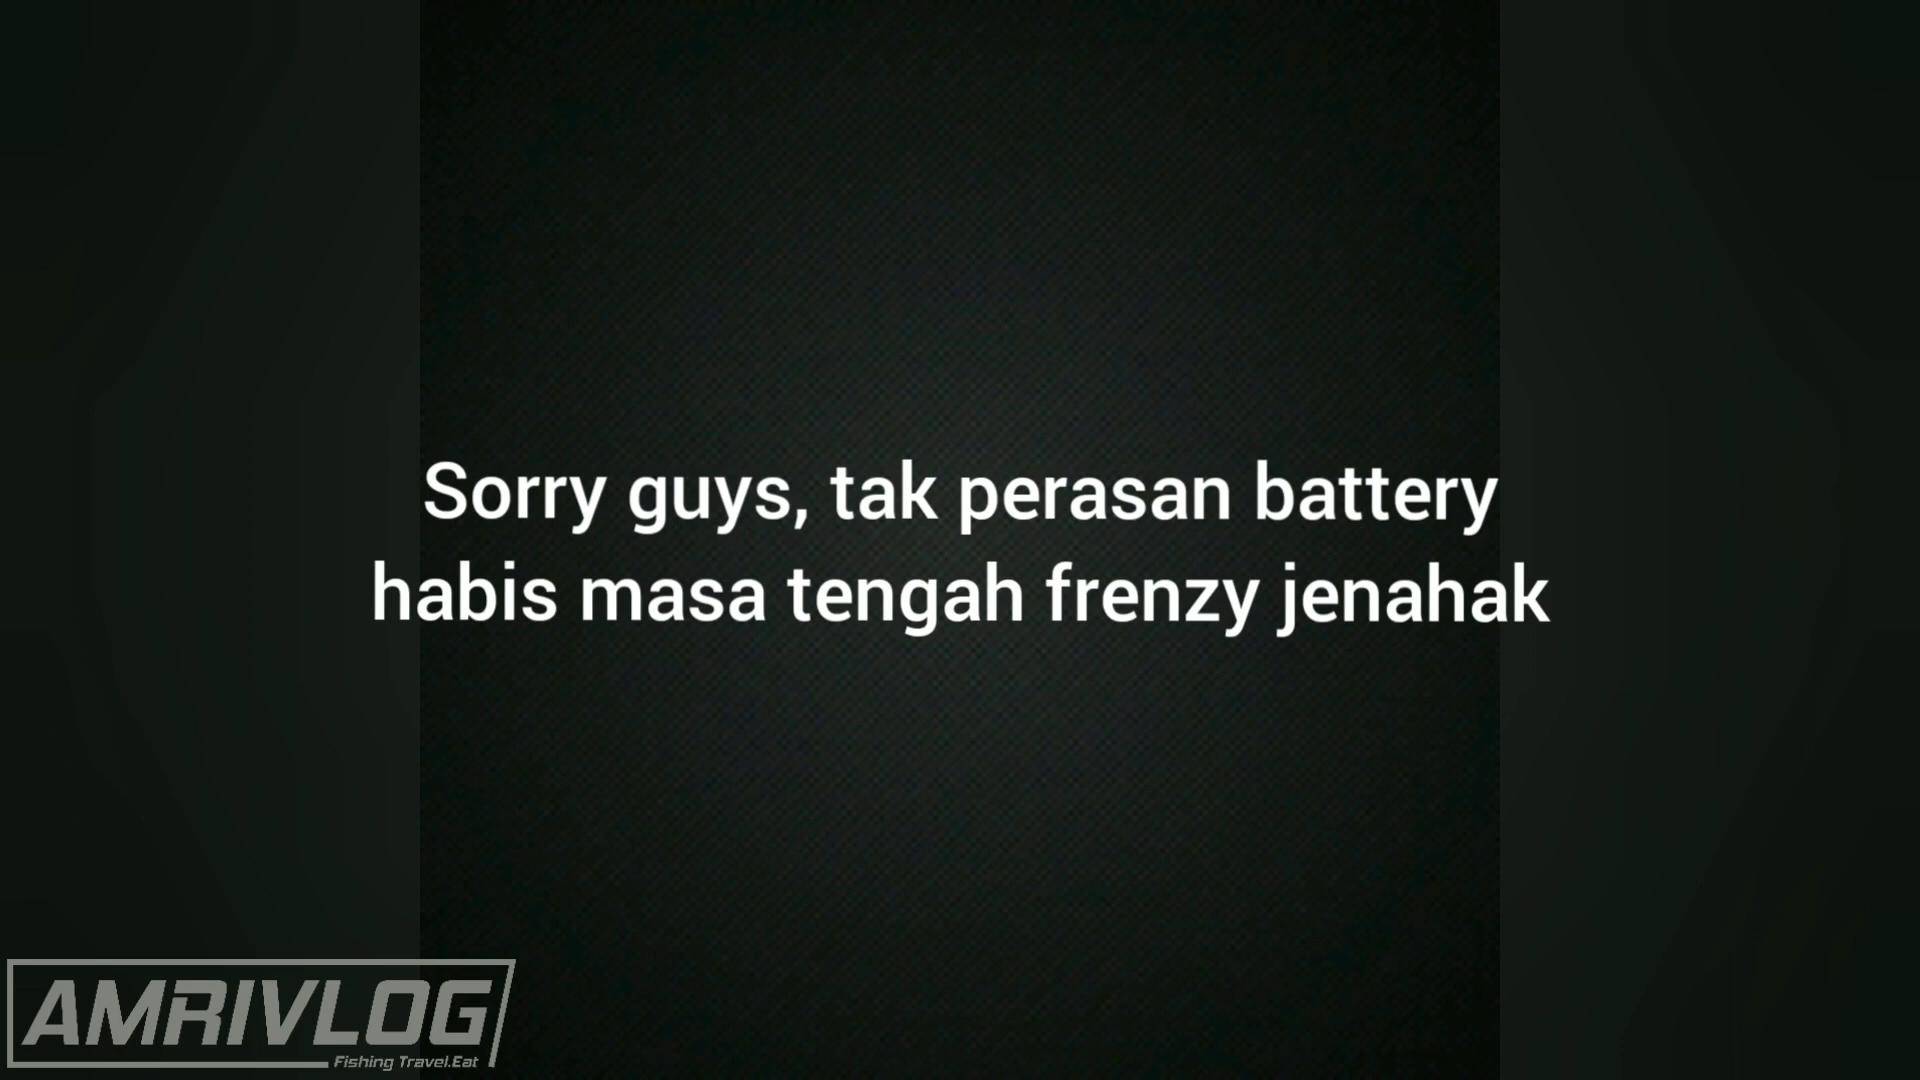 Sorry guys, tak perasan battery
habis masa tengah frenzy jenahak
AMRIVLOG
Fishing Travel.Eat